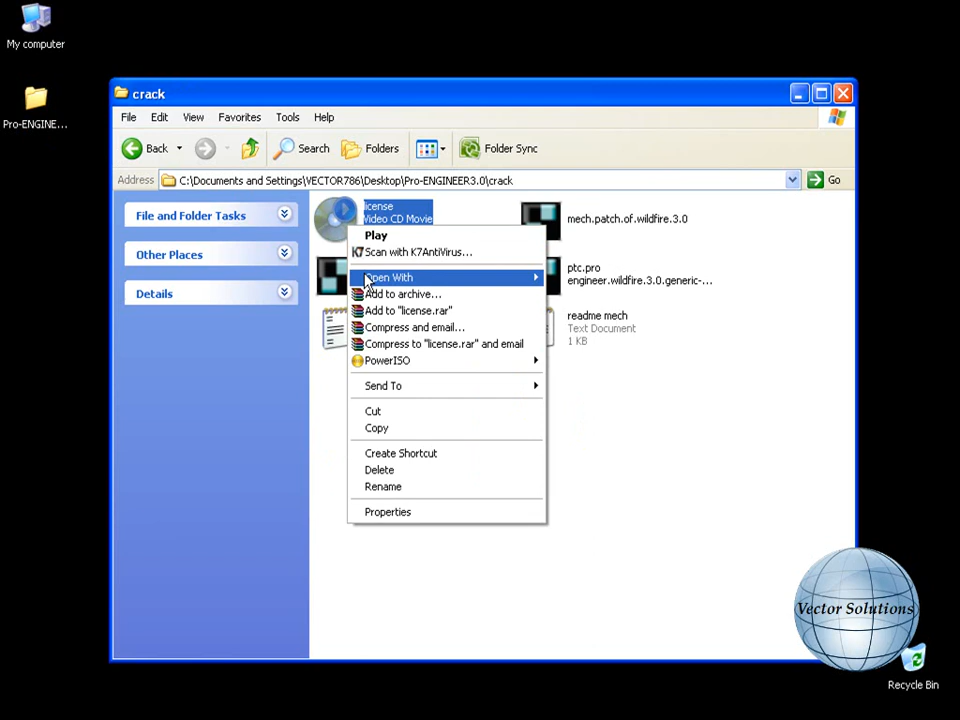 My computer
Pro-ENGINE...
crack
File Edit View Favorites Tools Help
Back Search Folders Folder Sync
Address C:\Documents and Settings\VECTOR786\Desktop\Pro-ENGINEER3.0\crack Go
File and Folder Tasks
Other Places
Details
license
Video CD Movie
mech.patch.of.wildfire.3.0
ptc.pro
engineer.wildfire.3.0.generic-...
readme mech
Text Document
1 KB
Play
K7 Scan with K7AntiVirus...
Open With
Add to archive...
Add to "license.rar"
Compress and email...
Compress to "license.rar" and email
PowerISO
Send To
Cut
Copy
Create Shortcut
Delete
Rename
Properties
Vector Solutions
Recycle Bin